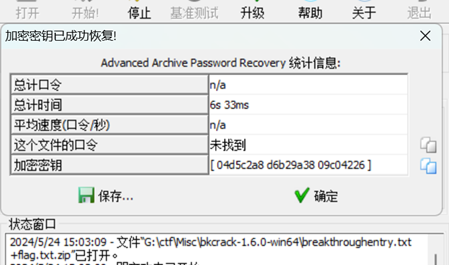 打开 开始! 停止 基准测试 升级 帮助 关于 退出
加密密钥已成功恢复!
Advanced Archive Password Recovery 统计信息:
总计口令 n/a
总计时间 6s 33ms
平均速度(口令/秒) n/a
这个文件的口令 未找到
加密密钥 [ 04d5c2a8 d6b29a38 09c04226 ]
保存... 确定
状态窗口
2024/5/24 15:03:09 - 文件"G:\ctf\Misc\bkcrack-1.6.0-win64\breakthroughentry.txt
+flag.txt.zip"已打开。